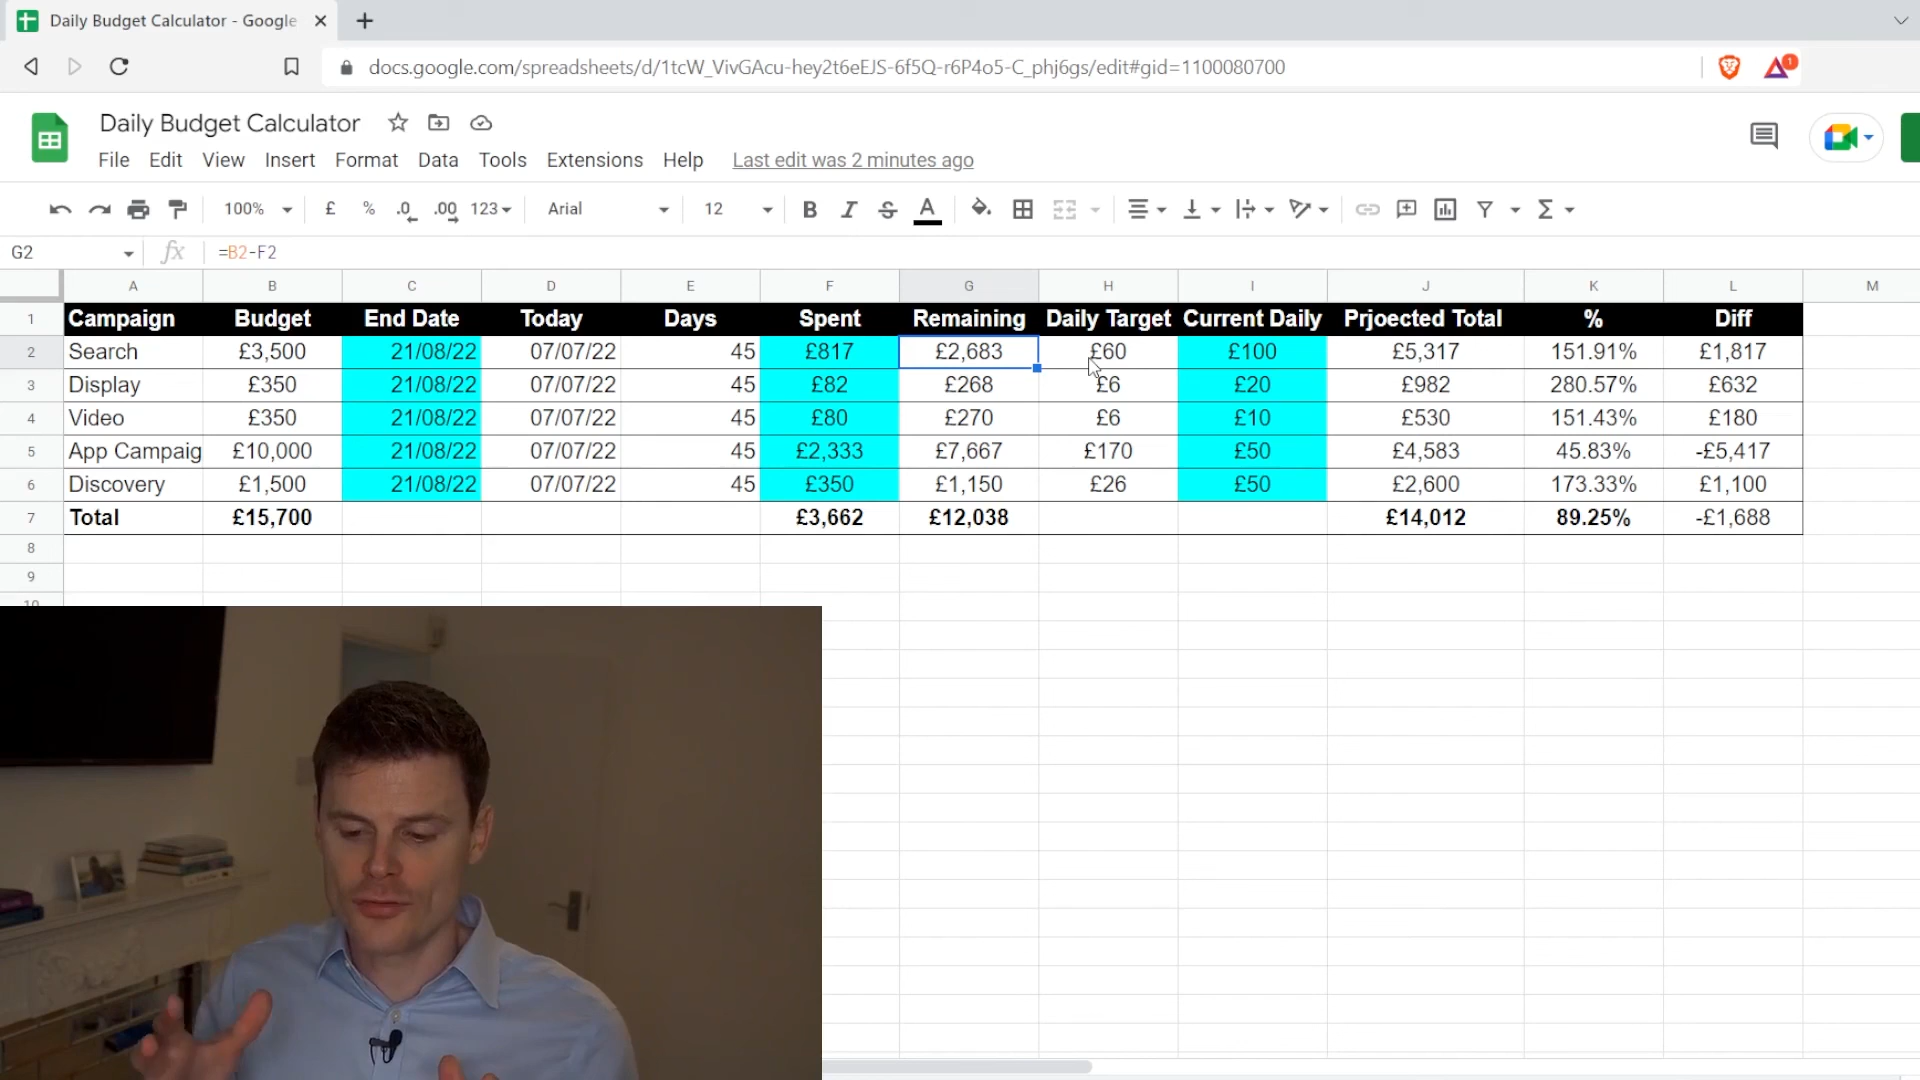 Daily Budget Calculator - Google
docs.google.com/spreadsheets/d/1tcW_VivGAcu-hey2t6eEJS-6f5Q-r6P4o5-C_phj6gs/edit#gid=1100080700
1
Daily Budget Calculator
File Edit View Insert Format Data Tools Extensions Help Last edit was 2 minutes ago
100% £ % .0 .00 123 Arial 12 B I S A Σ
G2 fx =B2-F2
A B C D E F G H I J K L M
1 Campaign Budget End Date Today Days Spent Remaining Daily Target Current Daily Prjoected Total % Diff
2 Search £3,500 21/08/22 07/07/22 45 £817 £2,683 £60 £100 £5,317 151.91% £1,817
3 Display £350 21/08/22 07/07/22 45 £82 £268 £6 £20 £982 280.57% £632
4 Video £350 21/08/22 07/07/22 45 £80 £270 £6 £10 £530 151.43% £180
5 App Campaig £10,000 21/08/22 07/07/22 45 £2,333 £7,667 £170 £50 £4,583 45.83% -£5,417
6 Discovery £1,500 21/08/22 07/07/22 45 £350 £1,150 £26 £50 £2,600 173.33% £1,100
7 Total £15,700 £3,662 £12,038 £14,012 89.25% -£1,688
8
9
10